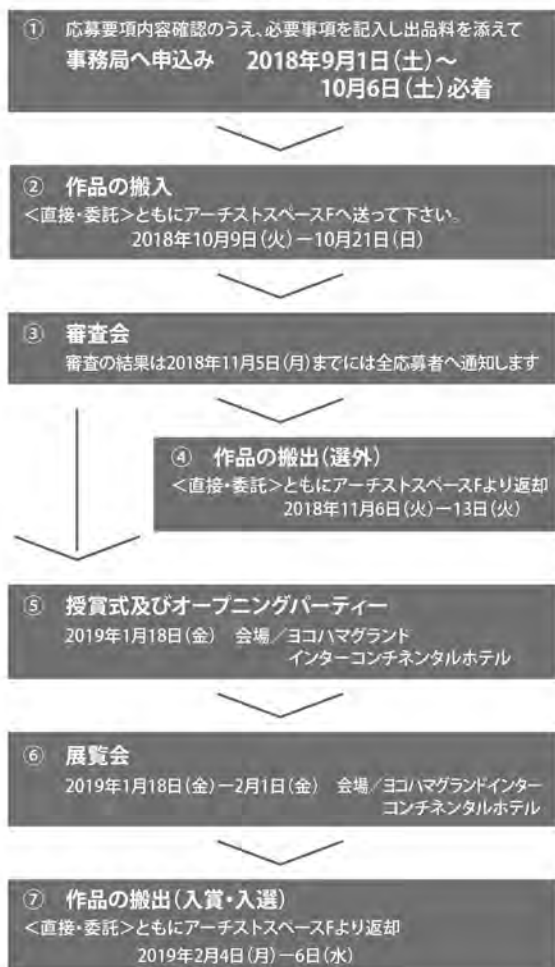 ① 応募要項内容確認のうえ、必要事項を記入し出品料を添えて
事務局へ申込み 2018年9月1日(土)～
10月6日(土)必着
② 作品の搬入
＜直接・委託＞ともにアーチストスペースFへ送って下さい。
2018年10月9日(火)－10月21日(日)
③ 審査会
審査の結果は2018年11月5日(月)までには全応募者へ通知します
④ 作品の搬出(選外)
＜直接・委託＞ともにアーチストスペースFより返却
2018年11月6日(火)－13日(火)
⑤ 授賞式及びオープニングパーティー
2019年1月18日(金) 会場／ヨコハマグランド
インターコンチネンタルホテル
⑥ 展覧会
2019年1月18日(金)－2月1日(金) 会場／ヨコハマグランドインター
コンチネンタルホテル
⑦ 作品の搬出(入賞・入選)
＜直接・委託＞ともにアーチストスペースFより返却
2019年2月4日(月)－6日(水)